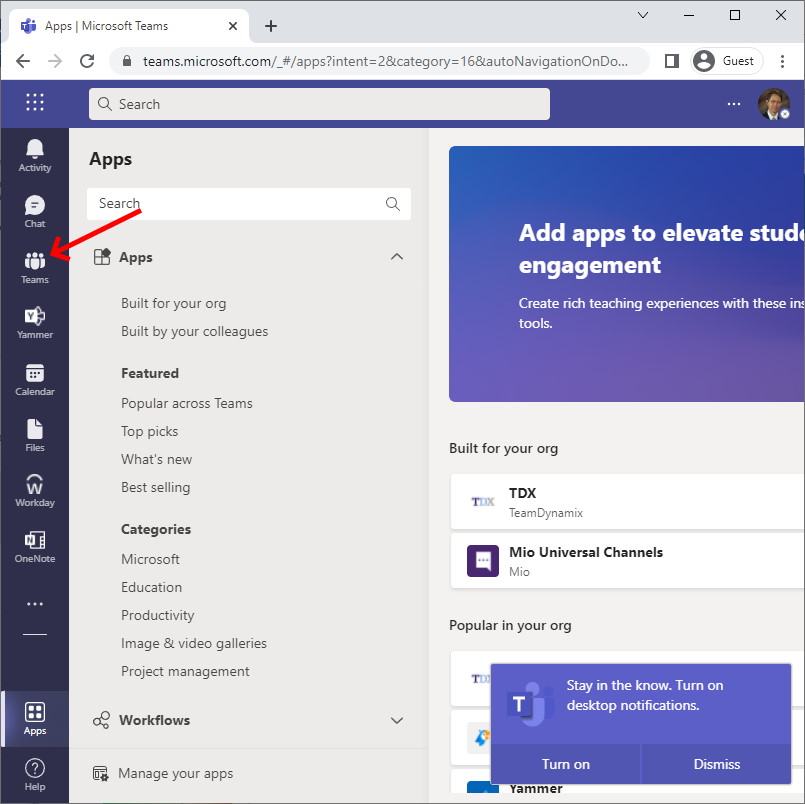 Apps | Microsoft Teams
teams.microsoft.com/_#/apps?intent=2&category=16&autoNavigationOnDo...
Guest
Search
Activity
Chat
Teams
Yammer
Calendar
Files
Workday
OneNote
Apps
Help
Apps
Search
Apps
Built for your org
Built by your colleagues
Featured
Popular across Teams
Top picks
What's new
Best selling
Categories
Microsoft
Education
Productivity
Image & video galleries
Project management
Workflows
Manage your apps
Add apps to elevate stude
engagement
Create rich teaching experiences with these ins
tools.
Built for your org
TDX
TDX
TeamDynamix
Mio Universal Channels
Mio
Popular in your org
TDX
Stay in the know. Turn on
desktop notifications.
Turn on
Dismiss
Yammer